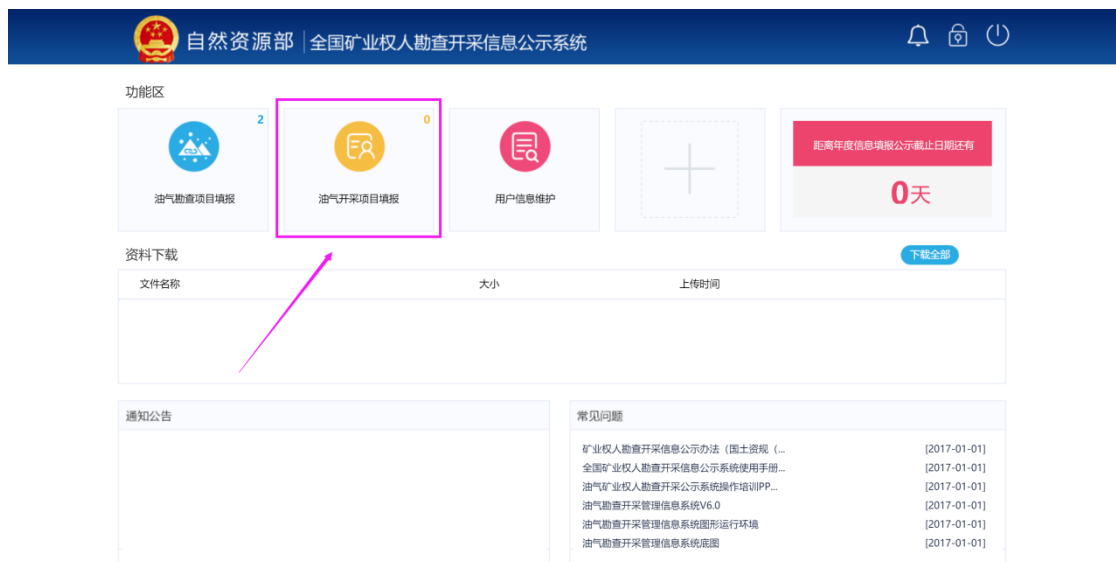 自然资源部 全国矿业权人勘查开采信息公示系统
功能区
2
油气勘查项目填报
0
油气开采项目填报
用户信息维护
距离年度信息填报公示截止日期还有
0天
资料下载
下载全部
文件名称 大小 上传时间
通知公告
常见问题
矿业权人勘查开采信息公示办法（国土资规（... [2017-01-01]
全国矿业权人勘查开采信息公示系统使用手册... [2017-01-01]
油气矿业权人勘查开采公示系统操作培训PP... [2017-01-01]
油气勘查开采管理信息系统V6.0 [2017-01-01]
油气勘查开采管理信息系统图形运行环境 [2017-01-01]
油气勘查开采管理信息系统底图 [2017-01-01]